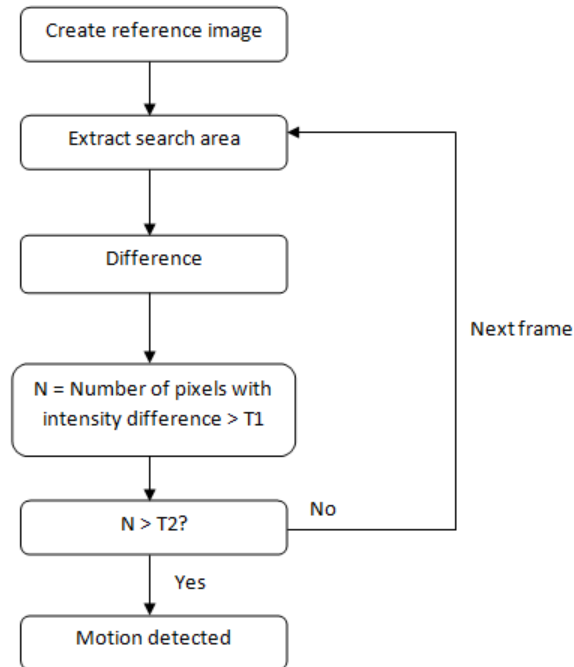 Create reference image
Extract search area
Difference
Next frame
N = Number of pixels with
intensity difference > T1
No
N > T2?
Yes
Motion detected